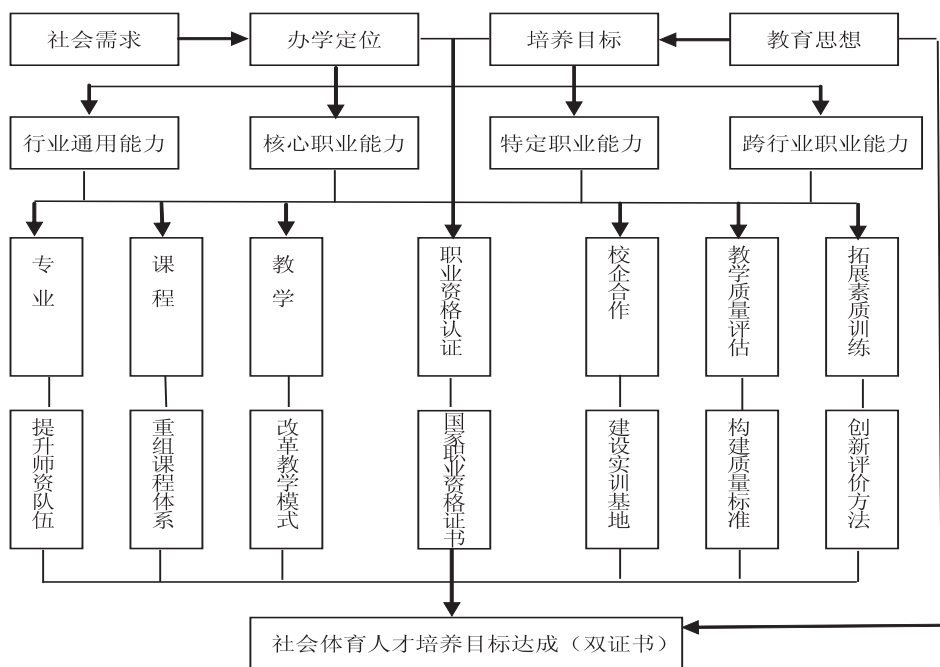 社会需求
办学定位
培养目标
教育思想
行业通用能力
核心职业能力
特定职业能力
跨行业职业能力
专业
课程
教学
职业资格认证
校企合作
教学质量评估
拓展素质训练
提升师资队伍
重组课程体系
改革教学模式
国家职业资格证书
建设实训基地
构建质量标准
创新评价方法
社会体育人才培养目标达成（双证书）